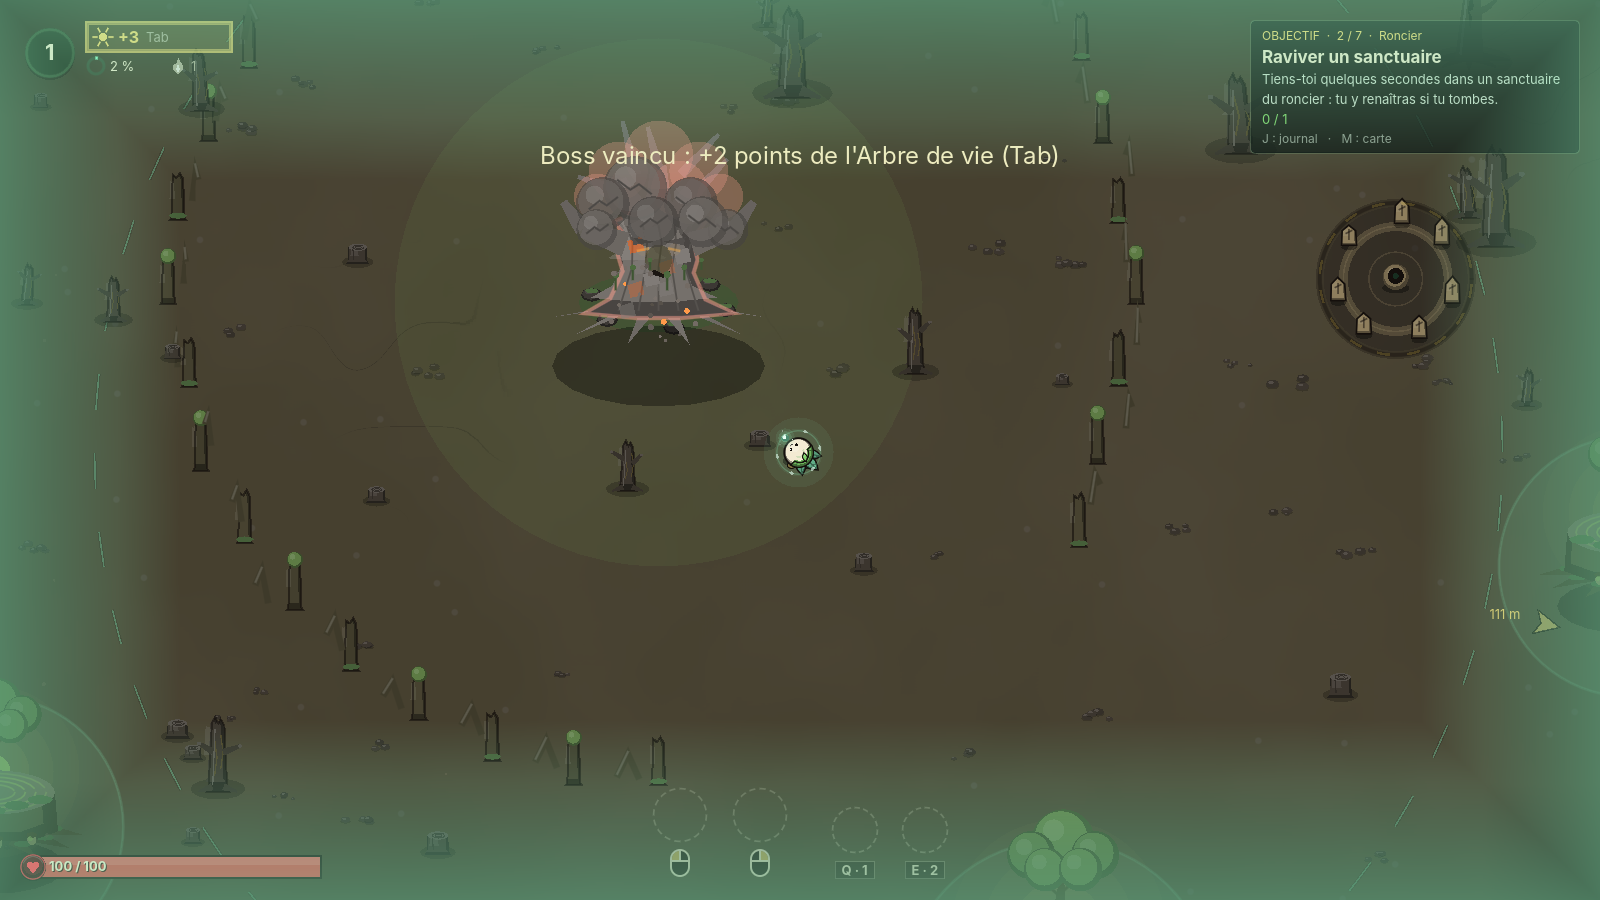 1
+3 Tab
2 % 1
OBJECTIF · 2 / 7 · Roncier
Raviver un sanctuaire
Tiens-toi quelques secondes dans un sanctuaire
du roncier : tu y renaîtras si tu tombes.
0 / 1
J : journal · M : carte
Boss vaincu : +2 points de l'Arbre de vie (Tab)
111 m
100 / 100
Q · 1
E · 2